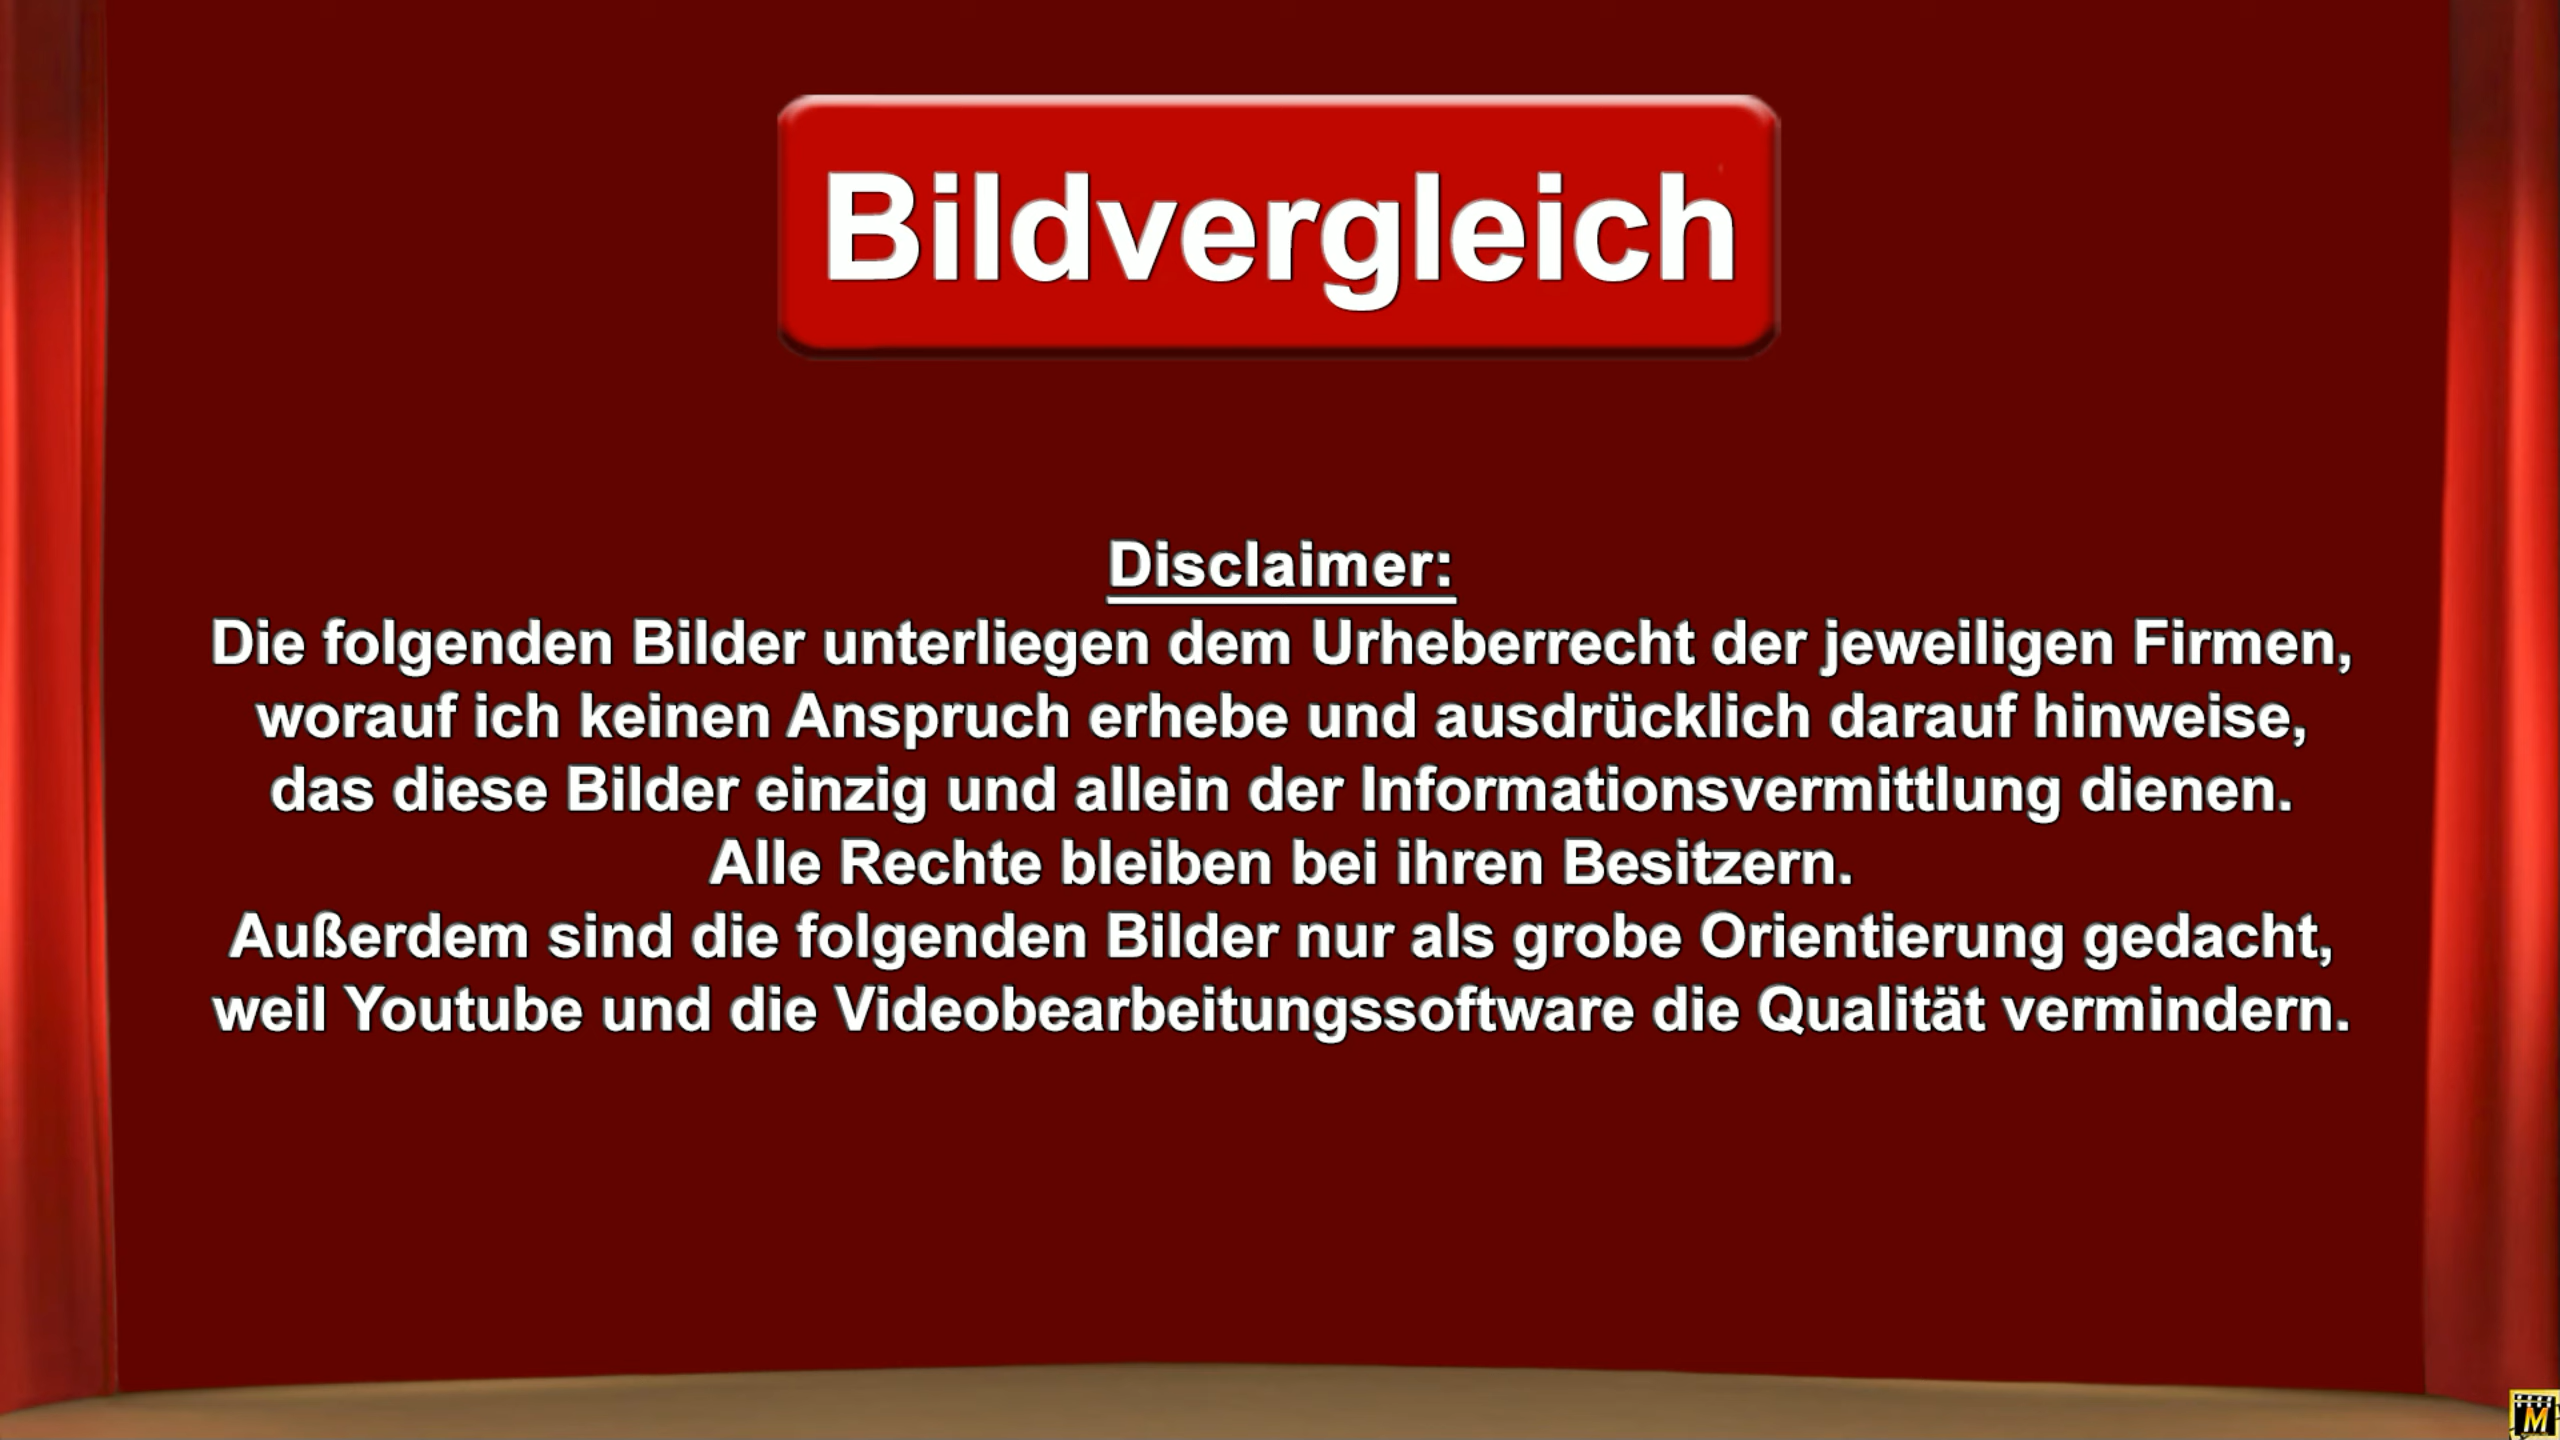 Bildvergleich
Disclaimer:
Die folgenden Bilder unterliegen dem Urheberrecht der jeweiligen Firmen,
worauf ich keinen Anspruch erhebe und ausdrücklich darauf hinweise,
das diese Bilder einzig und allein der Informationsvermittlung dienen.
Alle Rechte bleiben bei ihren Besitzern.
Außerdem sind die folgenden Bilder nur als grobe Orientierung gedacht,
weil Youtube und die Videobearbeitungssoftware die Qualität vermindern.
M